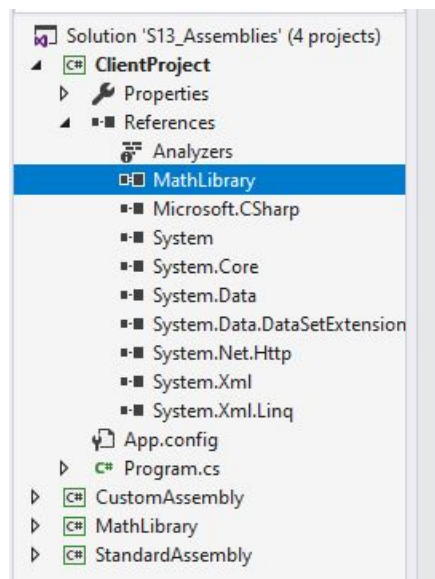 Solution 'S13_Assemblies' (4 projects)
C# ClientProject
Properties
References
Analyzers
MathLibrary
Microsoft.CSharp
System
System.Core
System.Data
System.Data.DataSetExtension
System.Net.Http
System.Xml
System.Xml.Linq
App.config
C# Program.cs
C# CustomAssembly
C# MathLibrary
C# StandardAssembly